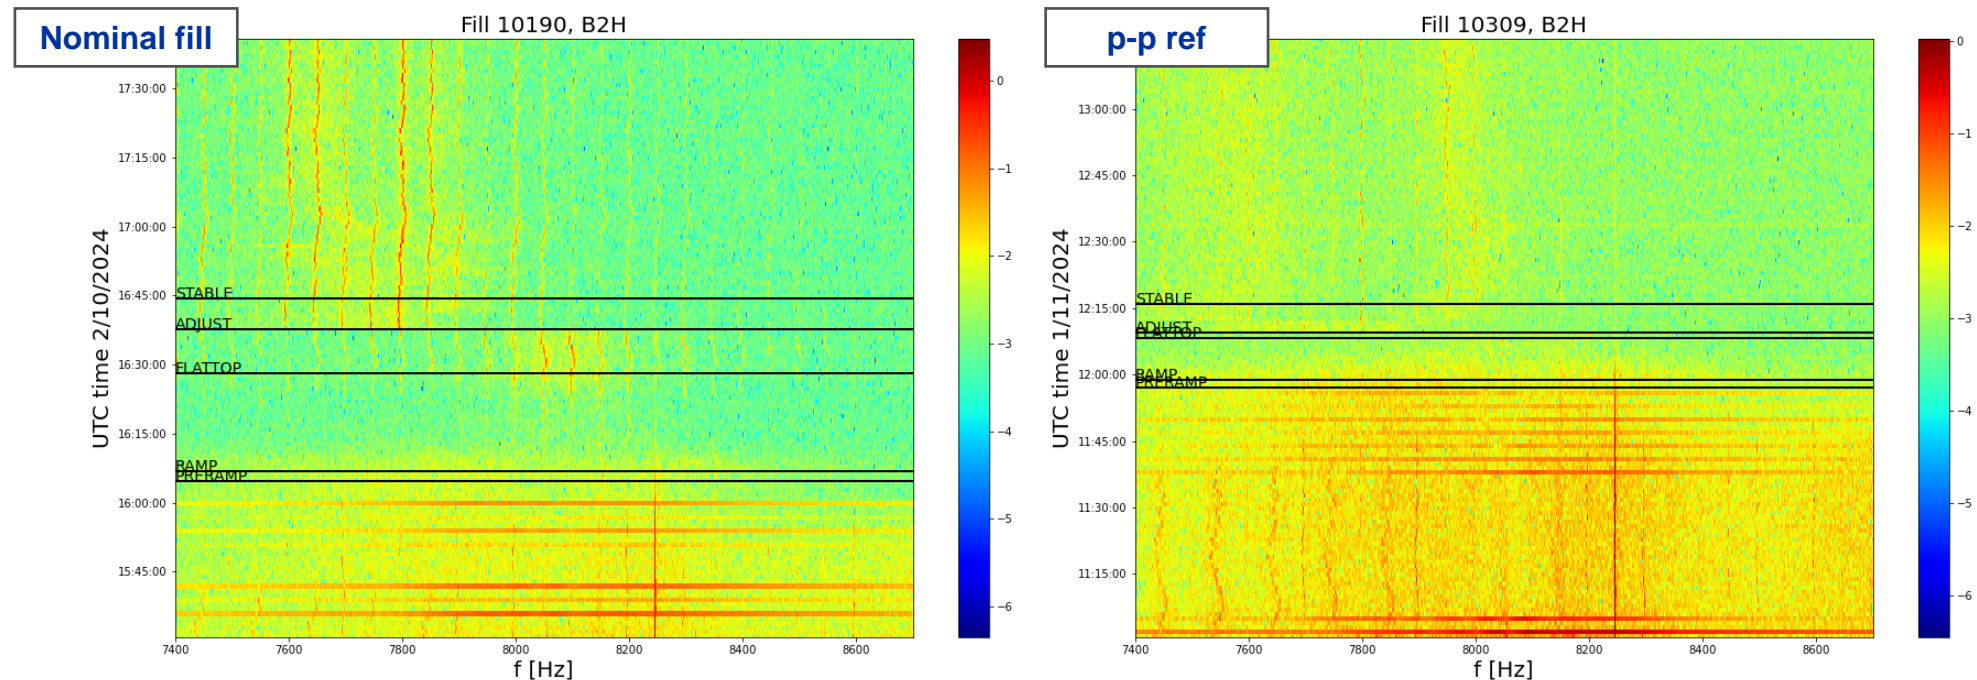 Nominal fill
Fill 10190, B2H
UTC time 2/10/2024
17:30:00
17:15:00
17:00:00
16:45:00
16:30:00
16:15:00
16:00:00
15:45:00
STABLE
ADJUST
FLATTOP
RAMP
PRERAMP
7400 7600 7800 8000 8200 8400 8600
f [Hz]
0
−1
−2
−3
−4
−5
−6
p-p ref
Fill 10309, B2H
UTC time 1/11/2024
13:00:00
12:45:00
12:30:00
12:15:00
12:00:00
11:45:00
11:30:00
11:15:00
STABLE
ADJUST
FLATTOP
RAMP
PRERAMP
7400 7600 7800 8000 8200 8400 8600
f [Hz]
0
−1
−2
−3
−4
−5
−6